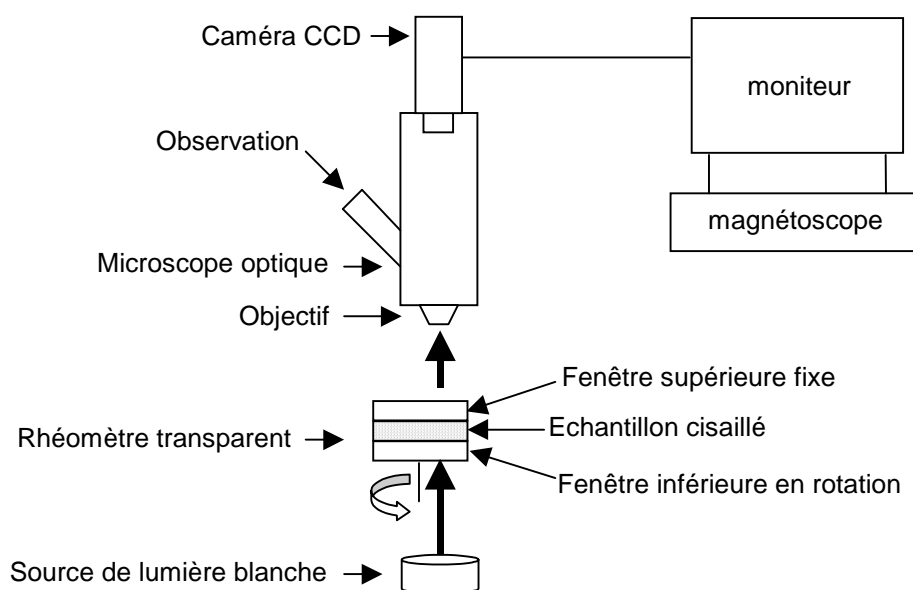 Caméra CCD
moniteur
Observation
magnétoscope
Microscope optique
Objectif
Fenêtre supérieure fixe
Echantillon cisaillé
Rhéomètre transparent
Fenêtre inférieure en rotation
Source de lumière blanche